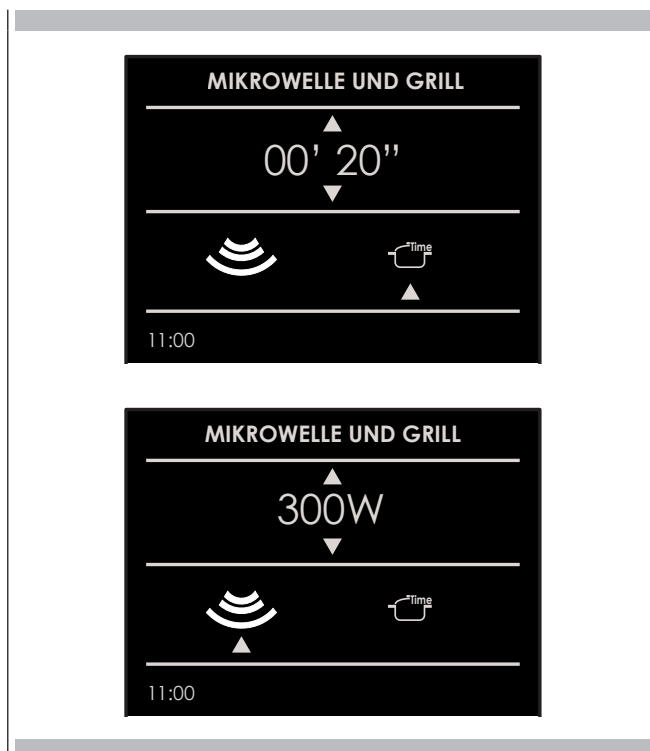 MIKROWELLE UND GRILL
00’ 20’’
Time
11:00
MIKROWELLE UND GRILL
300W
Time
11:00